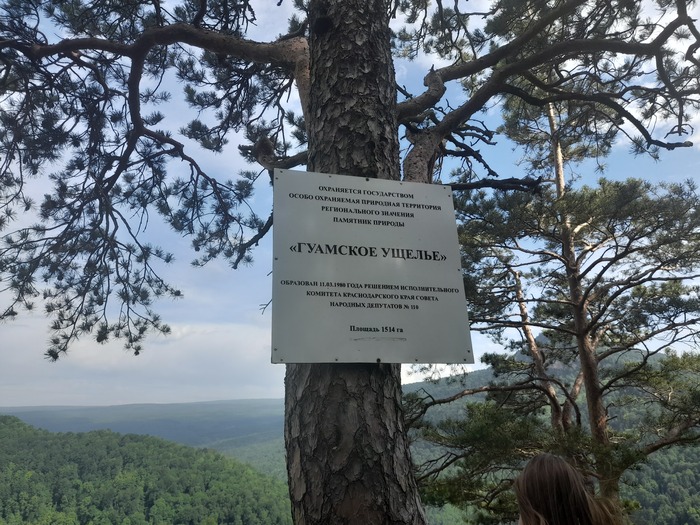 ОХРАНЯЕТСЯ ГОСУДАРСТВОМ
ОСОБО ОХРАНЯЕМАЯ ПРИРОДНАЯ ТЕРРИТОРИЯ
РЕГИОНАЛЬНОГО ЗНАЧЕНИЯ
ПАМЯТНИК ПРИРОДЫ
«ГУАМСКОЕ УЩЕЛЬЕ»
ОБРАЗОВАН 11.03.1980 ГОДА РЕШЕНИЕМ ИСПОЛНИТЕЛЬНОГО
КОМИТЕТА КРАСНОДАРСКОГО КРАЯ СОВЕТА
НАРОДНЫХ ДЕПУТАТОВ № 110
Площадь 1514 га